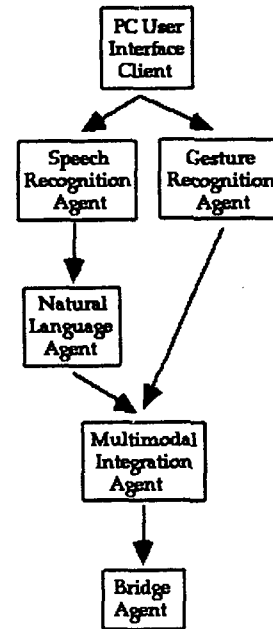 PC User
Interface
Client
Speech
Recognition
Agent
Gesture
Recognition
Agent
Natural
Language
Agent
Multimodal
Integration
Agent
Bridge
Agent